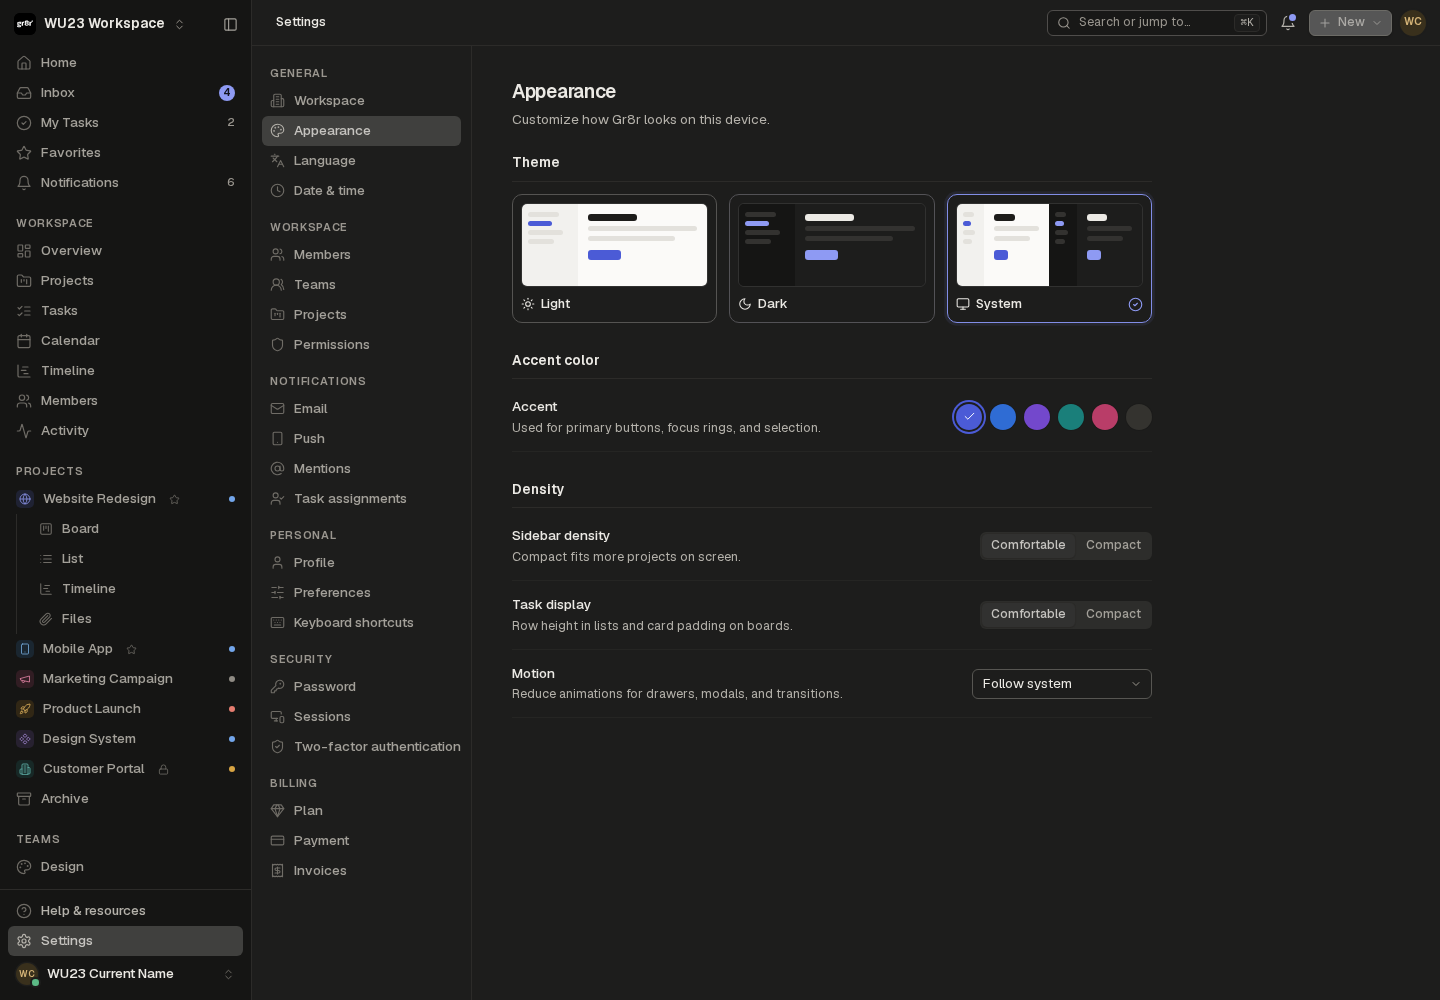 gr8r WU23 Workspace
Home
Inbox 4
My Tasks 2
Favorites
Notifications 6
WORKSPACE
Overview
Projects
Tasks
Calendar
Timeline
Members
Activity
PROJECTS
Website Redesign
Board
List
Timeline
Files
Mobile App
Marketing Campaign
Product Launch
Design System
Customer Portal
Archive
TEAMS
Design
Help & resources
Settings
WC WU23 Current Name
Settings
Search or jump to… ⌘K
New
WC
GENERAL
Workspace
Appearance
Language
Date & time
WORKSPACE
Members
Teams
Projects
Permissions
NOTIFICATIONS
Email
Push
Mentions
Task assignments
PERSONAL
Profile
Preferences
Keyboard shortcuts
SECURITY
Password
Sessions
Two-factor authentication
BILLING
Plan
Payment
Invoices
Appearance
Customize how Gr8r looks on this device.
Theme
Light
Dark
System
Accent color
Accent
Used for primary buttons, focus rings, and selection.
Density
Sidebar density
Compact fits more projects on screen.
Comfortable Compact
Task display
Row height in lists and card padding on boards.
Comfortable Compact
Motion
Reduce animations for drawers, modals, and transitions.
Follow system